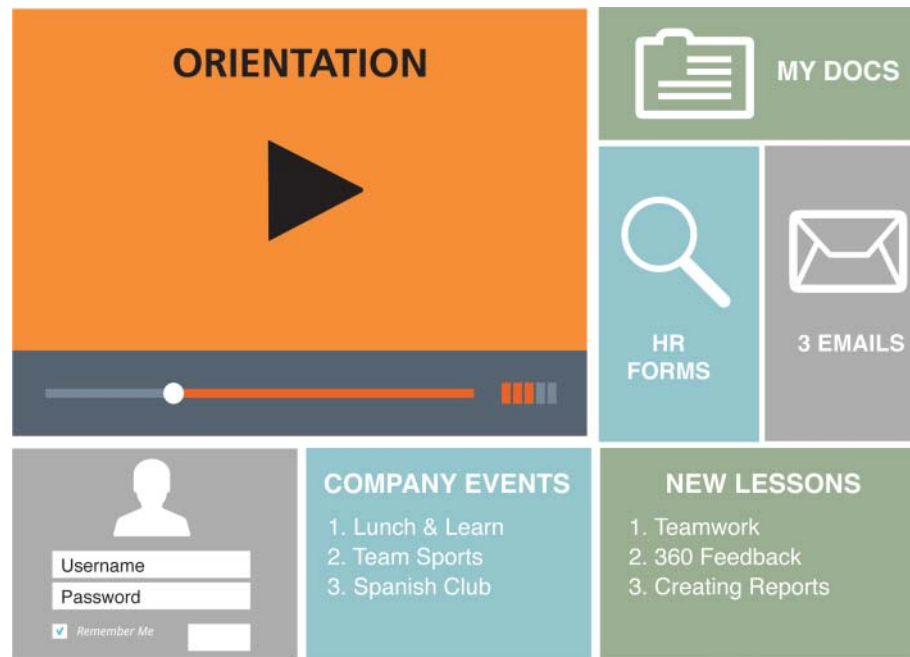 ORIENTATION
MY DOCS
HR
FORMS
3 EMAILS
Username
Password
Remember Me
COMPANY EVENTS
1. Lunch & Learn
2. Team Sports
3. Spanish Club
NEW LESSONS
1. Teamwork
2. 360 Feedback
3. Creating Reports